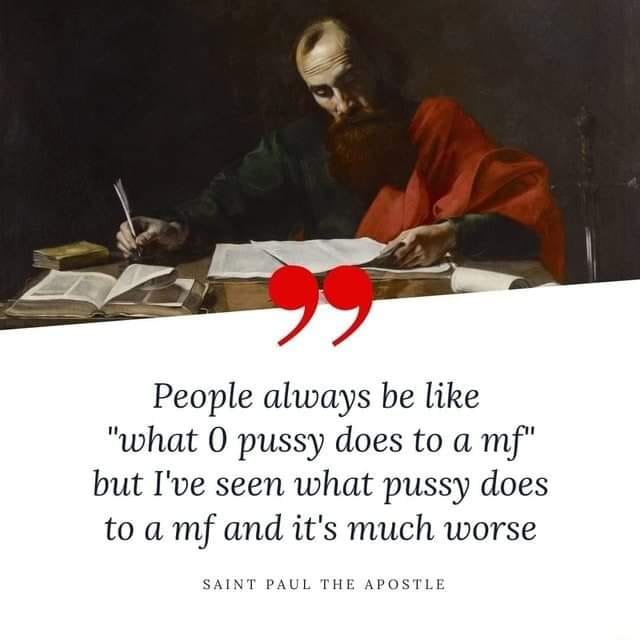 People always be like
"what 0 pussy does to a mf"
but I've seen what pussy does
to a mf and it's much worse
SAINT PAUL THE APOSTLE